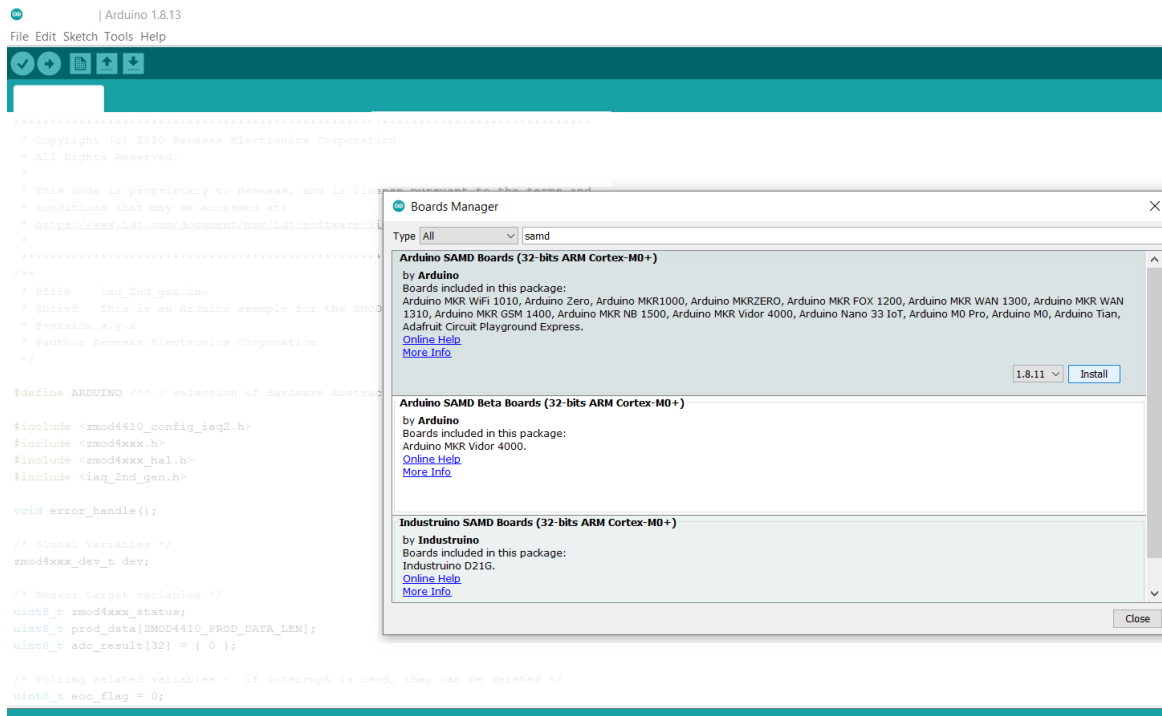 | Arduino 1.8.13
File Edit Sketch Tools Help
/*******************************************************************************
* Copyright (c) 2020 Renesas Electronics Corporation
* All Rights Reserved.
*
* This code is proprietary to Renesas, and is license pursuant to the terms and
* conditions that may be accessed at:
* https://www.idt.com/document/msc/idt-software-li
*
/**
* @file iaq_2nd_gen.ino
* @brief This is an Arduino example for the ZMOD
* @version x.y.z
* @author Renesas Electronics Corporation
*/
#define ARDUINO /** < selection of Hardware Abstrac
#include <zmod4410_config_iaq2.h>
#include <zmod4xxx.h>
#include <zmod4xxx_hal.h>
#include <iaq_2nd_gen.h>
void error_handle();
/* Global Variables */
zmod4xxx_dev_t dev;
/* Sensor target variables */
uint8_t zmod4xxx_status;
uint8_t prod_data[ZMOD4410_PROD_DATA_LEN];
uint8_t adc_result[32] = { 0 };
/* Polling related variables - if interrupt is used, they can be deleted */
uint8_t eoc_flag = 0;
Boards Manager
Type All samd
Arduino SAMD Boards (32-bits ARM Cortex-M0+)
by Arduino
Boards included in this package:
Arduino MKR WiFi 1010, Arduino Zero, Arduino MKR1000, Arduino MKRZERO, Arduino MKR FOX 1200, Arduino MKR WAN 1300, Arduino MKR WAN
1310, Arduino MKR GSM 1400, Arduino MKR NB 1500, Arduino MKR Vidor 4000, Arduino Nano 33 IoT, Arduino M0 Pro, Arduino M0, Arduino Tian,
Adafruit Circuit Playground Express.
Online Help
More Info
1.8.11 Install
Arduino SAMD Beta Boards (32-bits ARM Cortex-M0+)
by Arduino
Boards included in this package:
Arduino MKR Vidor 4000.
Online Help
More Info
Industruino SAMD Boards (32-bits ARM Cortex-M0+)
by Industruino
Boards included in this package:
Industruino D21G.
Online Help
More Info
Close